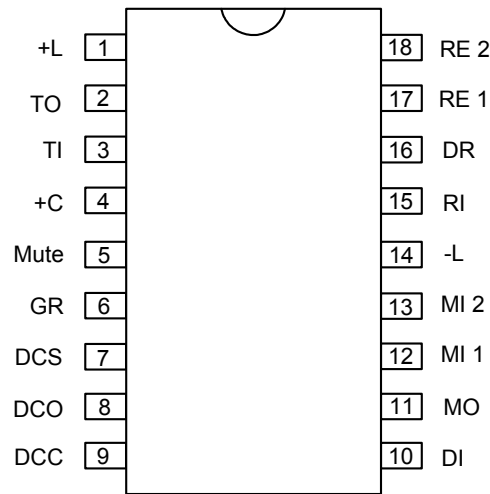 +L 1 18 RE 2
TO 2 17 RE 1
TI 3 16 DR
+C 4 15 RI
Mute 5 14 -L
GR 6 13 MI 2
DCS 7 12 MI 1
DCO 8 11 MO
DCC 9 10 DI